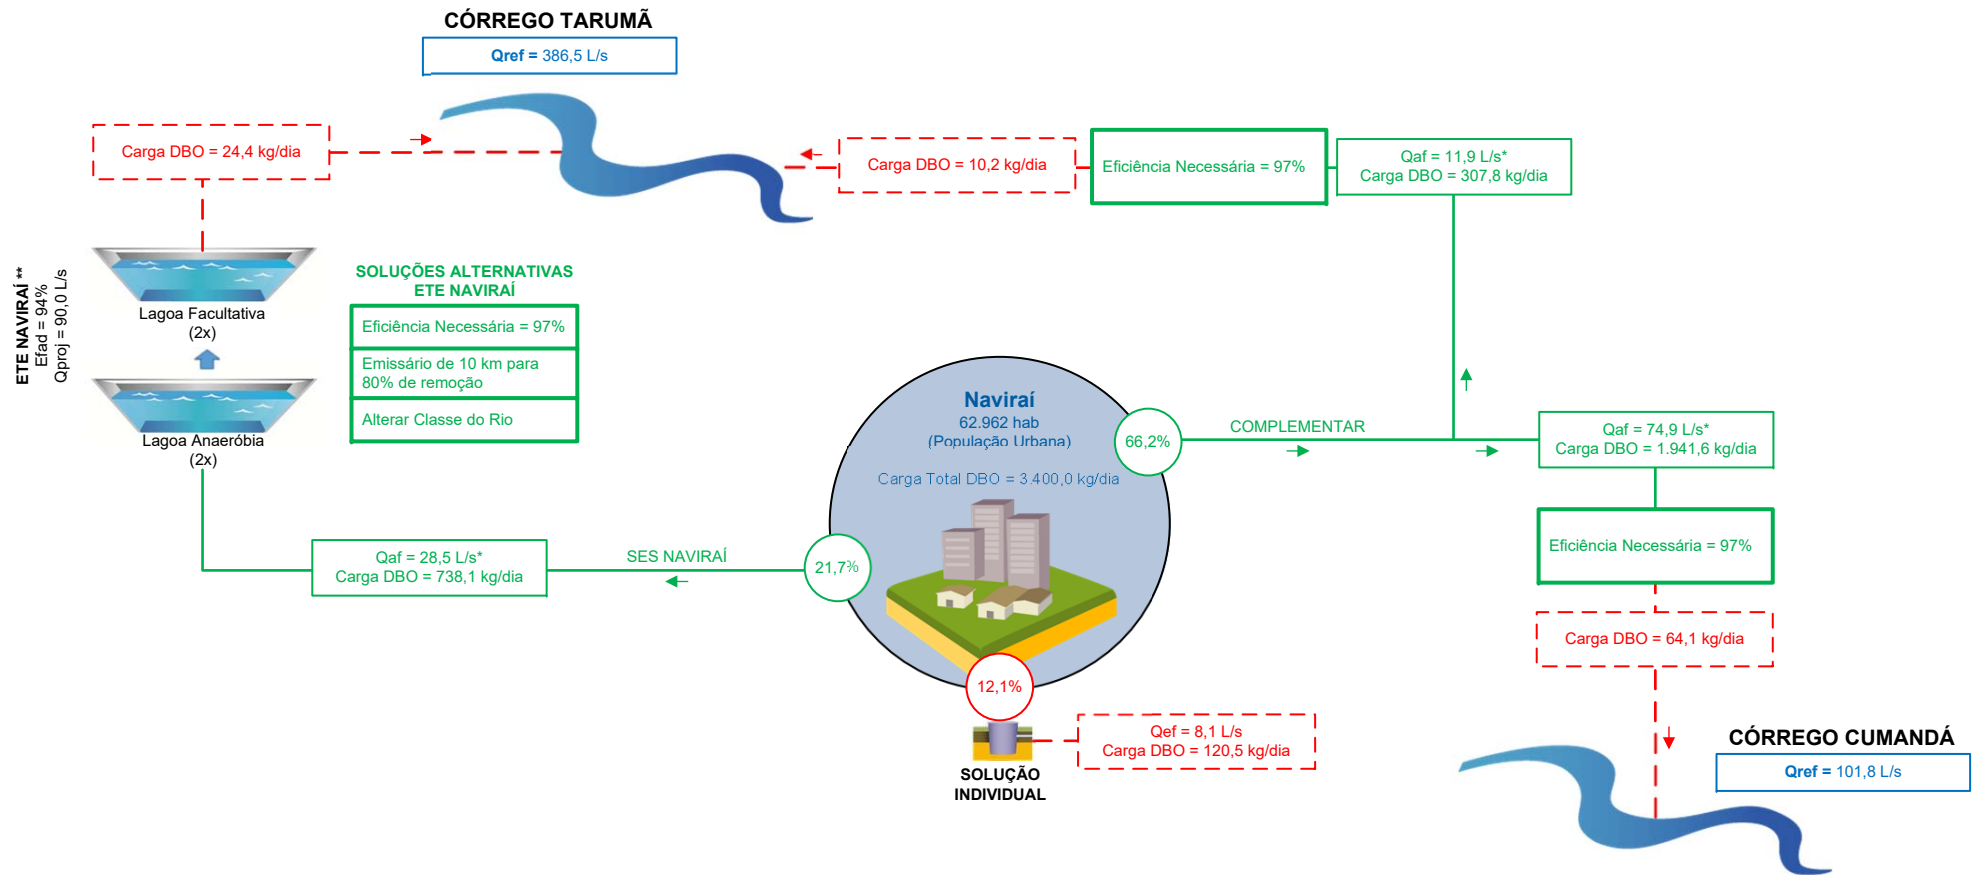 CÓRREGO TARUMÃ
Qref = 386,5 L/s
Carga DBO = 24,4 kg/dia
Carga DBO = 10,2 kg/dia
Eficiência Necessária = 97%
Qaf = 11,9 L/s*
Carga DBO = 307,8 kg/dia
ETE NAVIRAÍ **
Efad = 94%
Qproj = 90,0 L/s
Lagoa Facultativa
(2x)
Lagoa Anaeróbia
(2x)
SOLUÇÕES ALTERNATIVAS
ETE NAVIRAÍ
Eficiência Necessária = 97%
Emissário de 10 km para
80% de remoção
Alterar Classe do Rio
Naviraí
62.962 hab
(População Urbana)
Carga Total DBO = 3.400,0 kg/dia
66,2%
COMPLEMENTAR
Qaf = 74,9 L/s*
Carga DBO = 1.941,6 kg/dia
Eficiência Necessária = 97%
Carga DBO = 64,1 kg/dia
Qaf = 28,5 L/s*
Carga DBO = 738,1 kg/dia
SES NAVIRAÍ
21,7%
12,1%
Qef = 8,1 L/s
Carga DBO = 120,5 kg/dia
SOLUÇÃO
INDIVIDUAL
CÓRREGO CUMANDÁ
Qref = 101,8 L/s